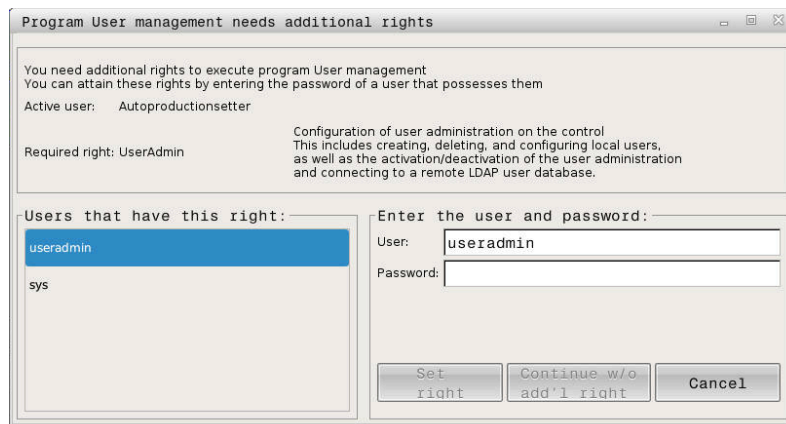 Program User management needs additional rights
You need additional rights to execute program User management
You can attain these rights by entering the password of a user that possesses them
Active user: Autoproductionsetter
Required right: UserAdmin
Configuration of user administration on the control
This includes creating, deleting, and configuring local users,
as well as the activation/deactivation of the user administration
and connecting to a remote LDAP user database.
Users that have this right:
useradmin
sys
Enter the user and password:
User: useradmin
Password:
Set
right
Continue w/o
add'l right
Cancel